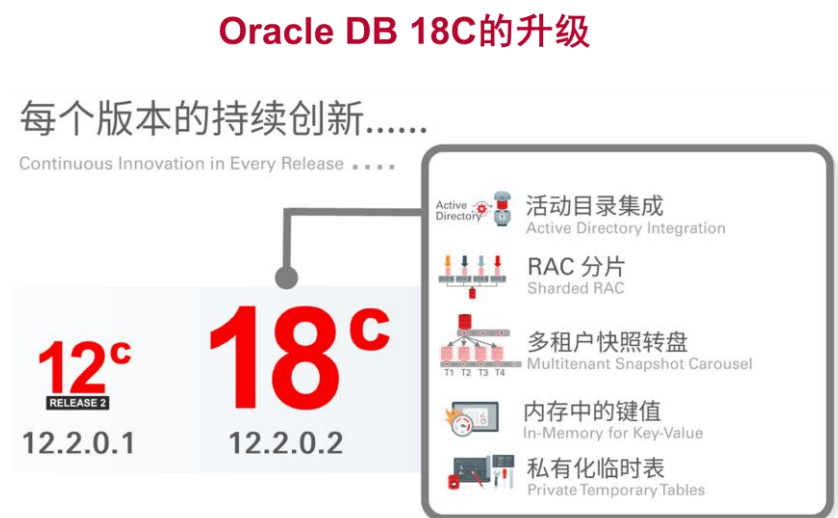 Oracle DB 18C的升级
每个版本的持续创新......
Continuous Innovation in Every Release ....
12c
RELEASE 2
12.2.0.1
18c
12.2.0.2
Active
Directory
活动目录集成
Active Directory Integration
RAC 分片
Sharded RAC
多租户快照转盘
Multitenant Snapshot Carousel
T1 T2 T3 T4
内存中的键值
In-Memory for Key-Value
私有化临时表
Private Temporary Tables